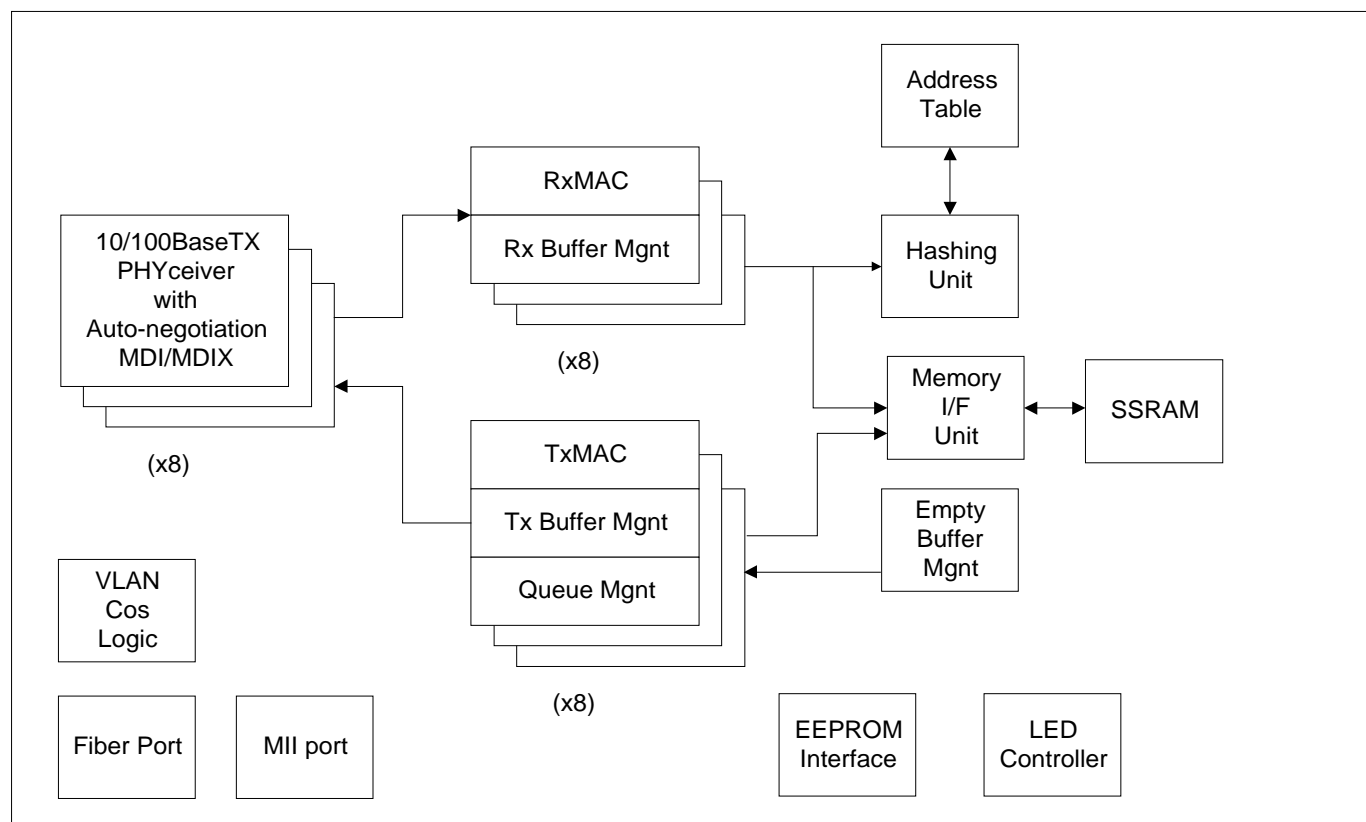 Address
Table
RxMAC
Rx Buffer Mgnt
(x8)
10/100BaseTX
PHYceiver
with
Auto-negotiation
MDI/MDIX
(x8)
Hashing
Unit
Memory
I/F
Unit
SSRAM
TxMAC
Tx Buffer Mgnt
Queue Mgnt
(x8)
Empty
Buffer
Mgnt
VLAN
Cos
Logic
Fiber Port
MII port
EEPROM
Interface
LED
Controller